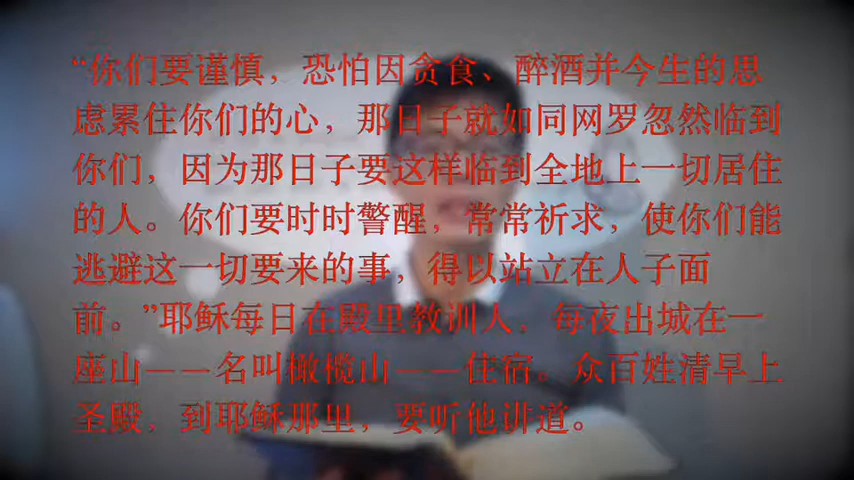 “你们要谨慎，恐怕因贪食、醉酒并今生的思
虑累住你们的心，那日子就如同网罗忽然临到
你们，因为那日子要这样临到全地上一切居住
的人。你们要时时警醒，常常祈求，使你们能
逃避这一切要来的事，得以站立在人子面
前。”耶稣每日在殿里教训人，每夜出城在一
座山——名叫橄榄山——住宿。众百姓清早上
圣殿，到耶稣那里，要听他讲道。